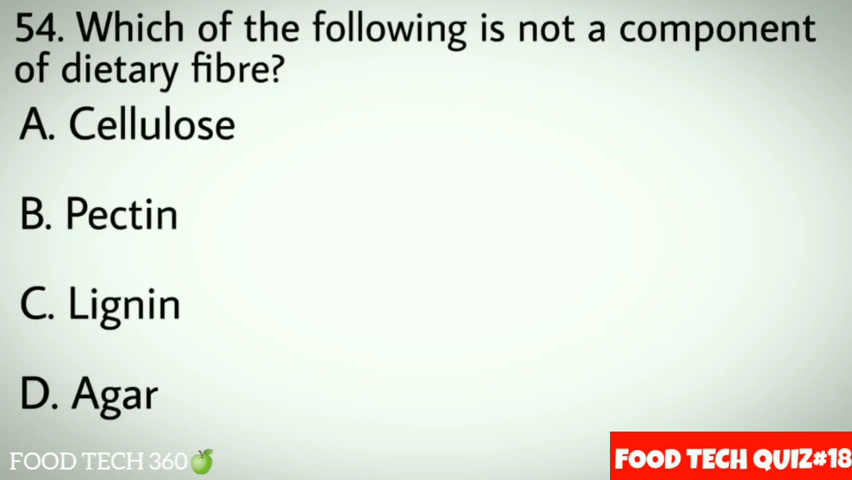 54. Which of the following is not a component
of dietary fibre?
A. Cellulose
B. Pectin
C. Lignin
D. Agar
FOOD TECH 360
FOOD TECH QUIZ#18